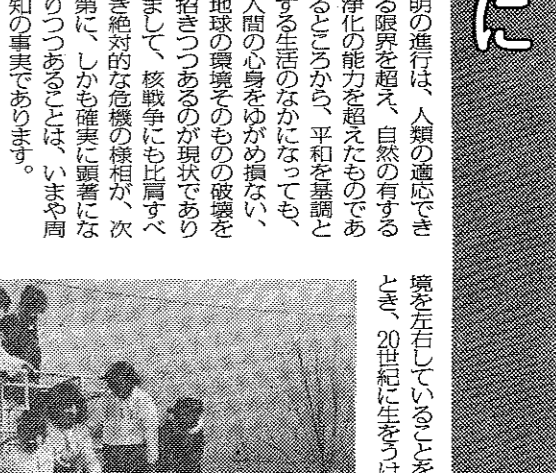 に
明の進行は、人類の適応でき
る限界を超え、自然の有する
浄化の能力を超えたものであ
るところから、平和を基調と
する生活のなかになっても、
人間の心身をゆがめ損ない、
地球の環境そのものの破壊を
招きつつあるのが現状であり
まして、核戦争にも比肩すべ
き絶対的な危機の様相が、次
第に、しかも確実に顕著にな
りつつあることは、いまや周
知の事実であります。
境を左右していることを
とき、20世紀に生をうけ